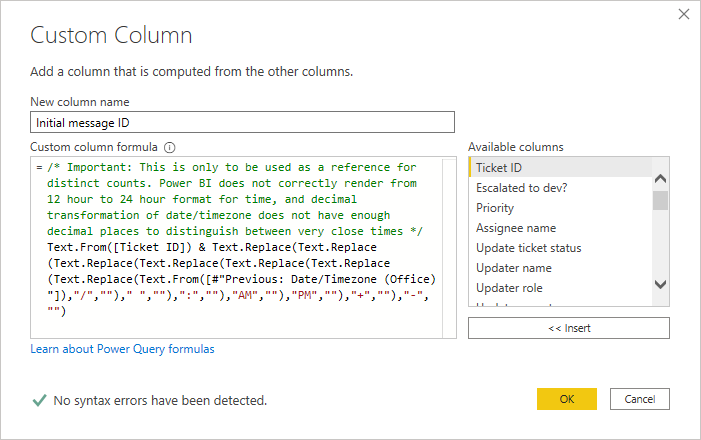 Custom Column
Add a column that is computed from the other columns.
New column name
Initial message ID
Custom column formula
Available columns
= /* Important: This is only to be used as a reference for
distinct counts. Power BI does not correctly render from
12 hour to 24 hour format for time, and decimal
transformation of date/timezone does not have enough
decimal places to distinguish between very close times */
Text.From([Ticket ID]) & Text.Replace(Text.Replace
(Text.Replace(Text.Replace(Text.Replace(Text.Replace
(Text.Replace(Text.From([#"Previous: Date/Timezone (Office)
"]),"/","")," ",""),":",""),"AM",""),"PM",""),"+",""),"-",
"")
Ticket ID
Escalated to dev?
Priority
Assignee name
Update ticket status
Updater name
Updater role
<< Insert
Learn about Power Query formulas
No syntax errors have been detected.
OK
Cancel